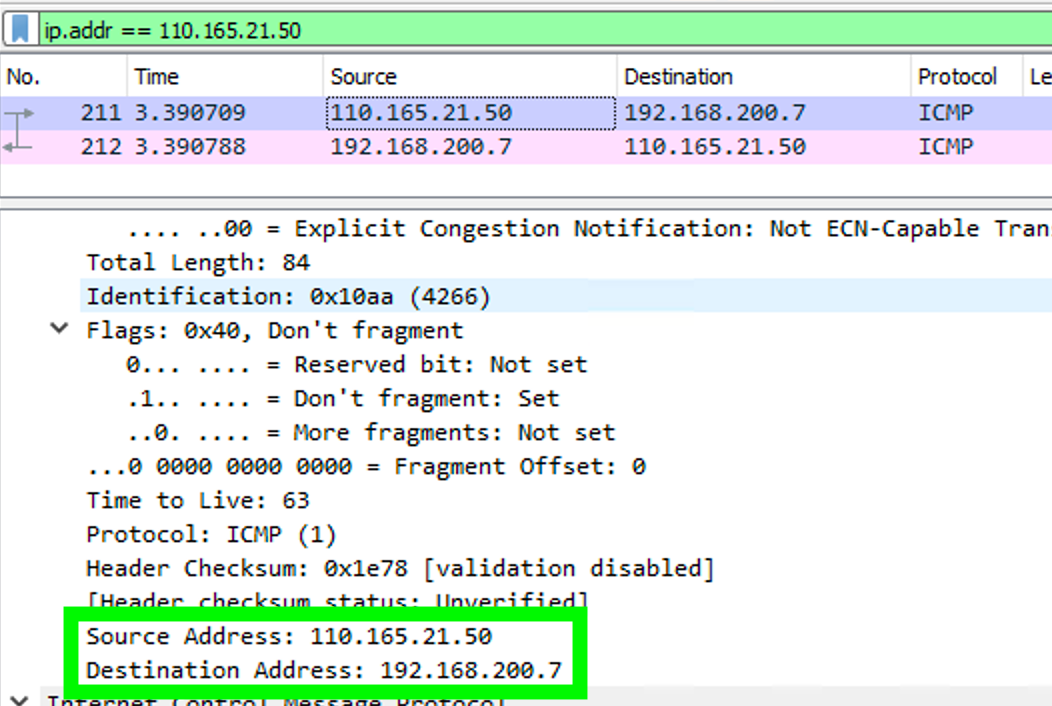 ip.addr == 110.165.21.50
No. Time Source Destination Protocol Le
211 3.390709 110.165.21.50 192.168.200.7 ICMP
212 3.390788 192.168.200.7 110.165.21.50 ICMP
.... ..00 = Explicit Congestion Notification: Not ECN-Capable Tran
Total Length: 84
Identification: 0x10aa (4266)
Flags: 0x40, Don't fragment
0... .... = Reserved bit: Not set
.1.. .... = Don't fragment: Set
..0. .... = More fragments: Not set
...0 0000 0000 0000 = Fragment Offset: 0
Time to Live: 63
Protocol: ICMP (1)
Header Checksum: 0x1e78 [validation disabled]
[Header checksum status: Unverified]
Source Address: 110.165.21.50
Destination Address: 192.168.200.7
Internet Control Message Protocol